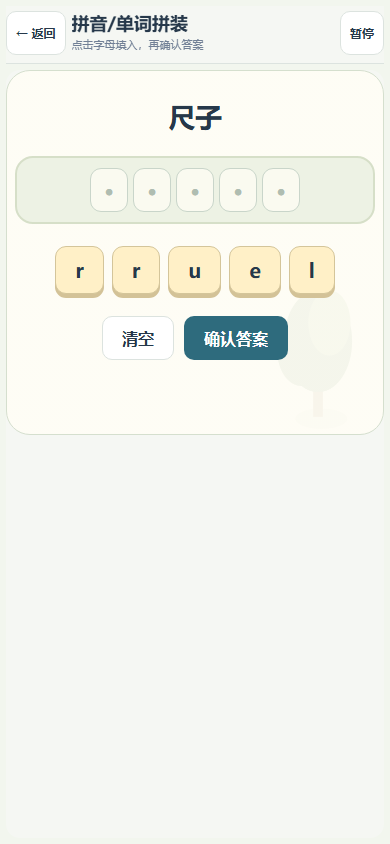 ← 返回
拼音/单词拼装
点击字母填入，再确认答案
暂停
尺子
r r u e l
清空
确认答案